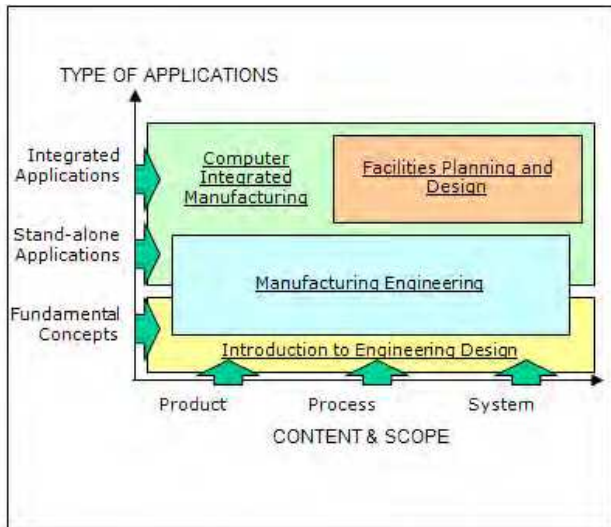 TYPE OF APPLICATIONS
Integrated
Applications
Computer
Integrated
Manufacturing
Facilities Planning and
Design
Stand-alone
Applications
Manufacturing Engineering
Fundamental
Concepts
Introduction to Engineering Design
Product
Process
System
CONTENT & SCOPE